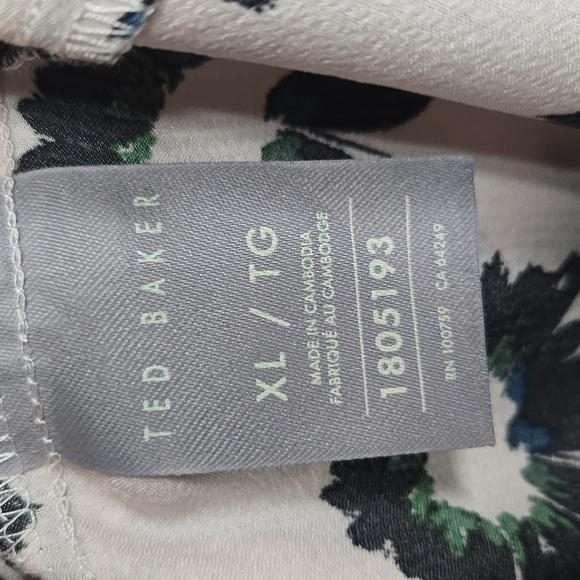 TED BAKER
XL / TG
MADE IN CAMBODIA
FABRIQUÉ AU CAMBODGE
1805193
RN 100759 CA 64249